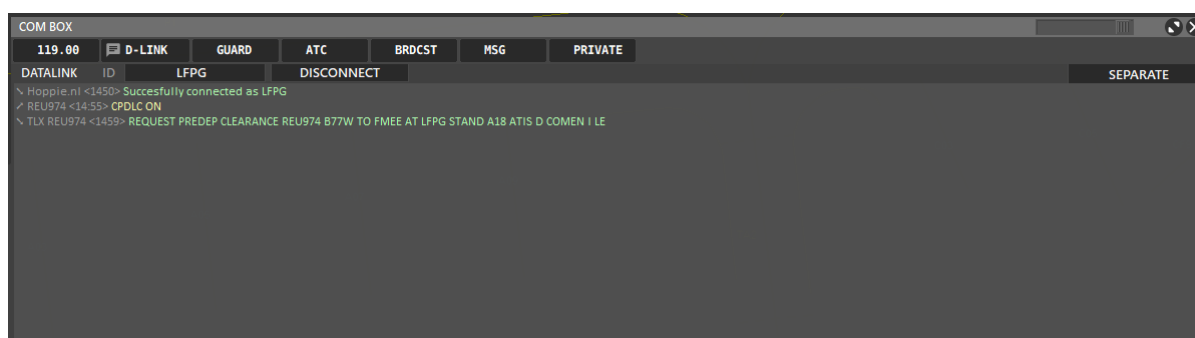 COM BOX
119.00 D-LINK GUARD ATC BRDCST MSG PRIVATE
DATALINK ID LFPG DISCONNECT SEPARATE
Hoppie.nl <1450> Succesfully connected as LFPG
REU974 <14:55> CPDLC ON
TLX REU974 <1459> REQUEST PREDEP CLEARANCE REU974 B77W TO FMEE AT LFPG STAND A18 ATIS D COMEN I LE